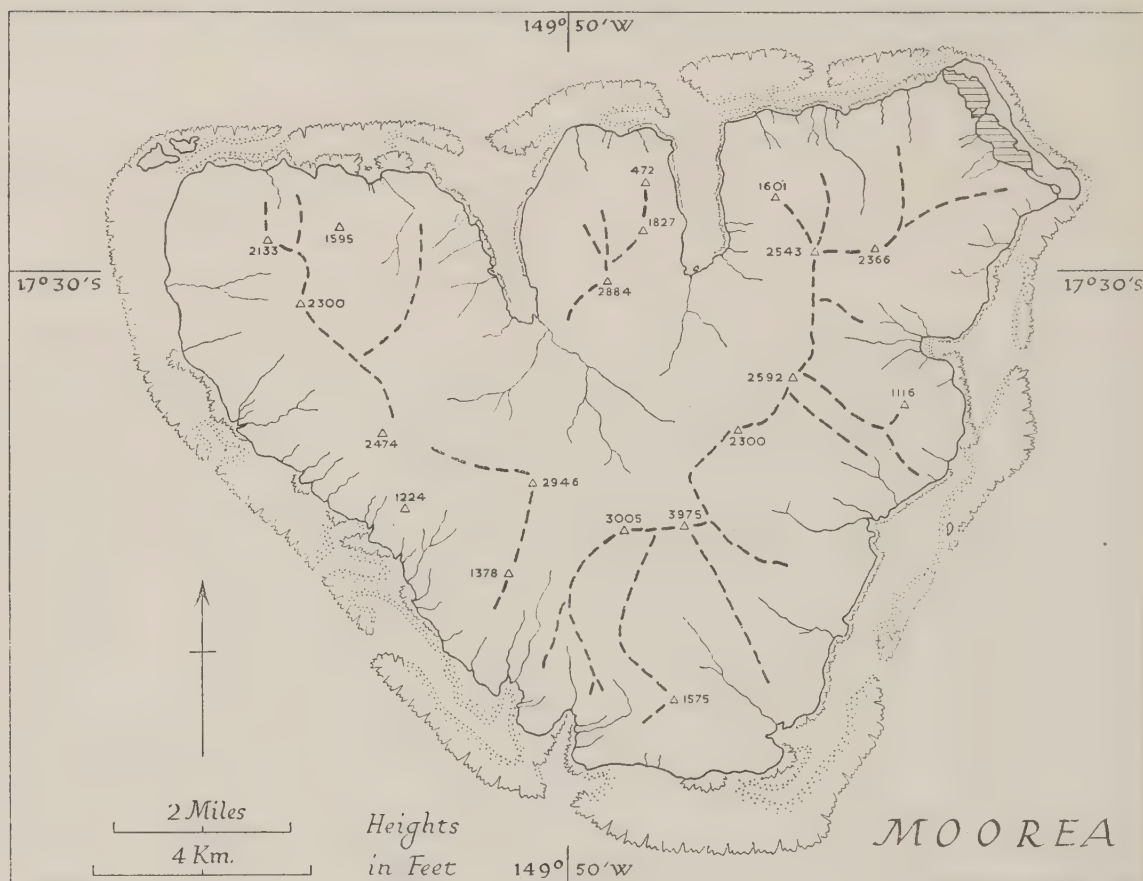 149° 50′W
472
1601
1827
1595
2133
2543
2366
17°30′S
17°30′S
2884
2300
2592
1116
2474
2300
2946
1224
3005
3975
1378
1575
2 Miles
4 Km.
Heights
in Feet
MOOREA
149° 50′W